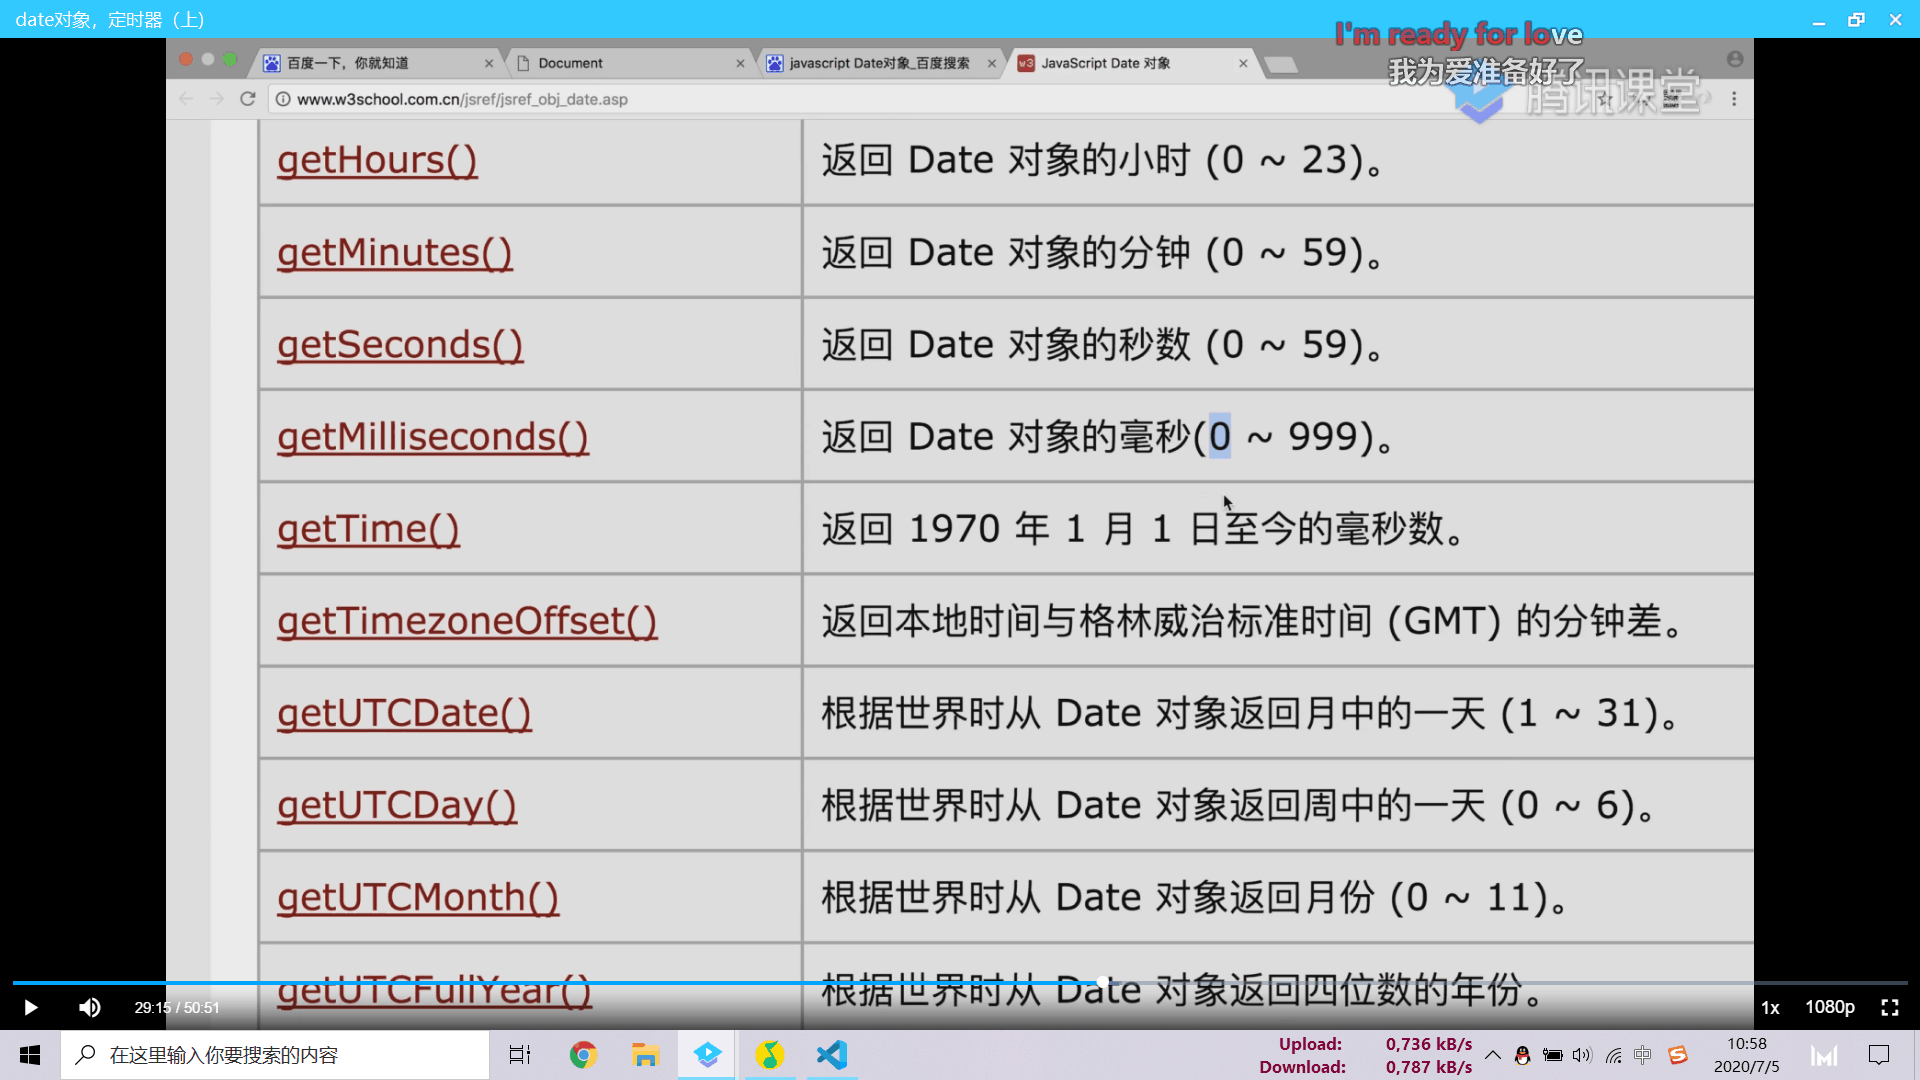 date对象，定时器（上）
I'm ready for love
我为爱准备好了
腾讯课堂
百度一下，你就知道
Document
javascript Date对象_百度搜索
JavaScript Date 对象
www.w3school.com.cn/jsref/jsref_obj_date.asp
getHours() 返回 Date 对象的小时 (0 ~ 23)。
getMinutes() 返回 Date 对象的分钟 (0 ~ 59)。
getSeconds() 返回 Date 对象的秒数 (0 ~ 59)。
getMilliseconds() 返回 Date 对象的毫秒(0 ~ 999)。
getTime() 返回 1970 年 1 月 1 日至今的毫秒数。
getTimezoneOffset() 返回本地时间与格林威治标准时间 (GMT) 的分钟差。
getUTCDate() 根据世界时从 Date 对象返回月中的一天 (1 ~ 31)。
getUTCDay() 根据世界时从 Date 对象返回周中的一天 (0 ~ 6)。
getUTCMonth() 根据世界时从 Date 对象返回月份 (0 ~ 11)。
getUTCFullYear() 根据世界时从 Date 对象返回四位数的年份。
29:15 / 50:51
1x
1080p
在这里输入你要搜索的内容
Upload: 0,736 kB/s
Download: 0,787 kB/s
中
10:58
2020/7/5